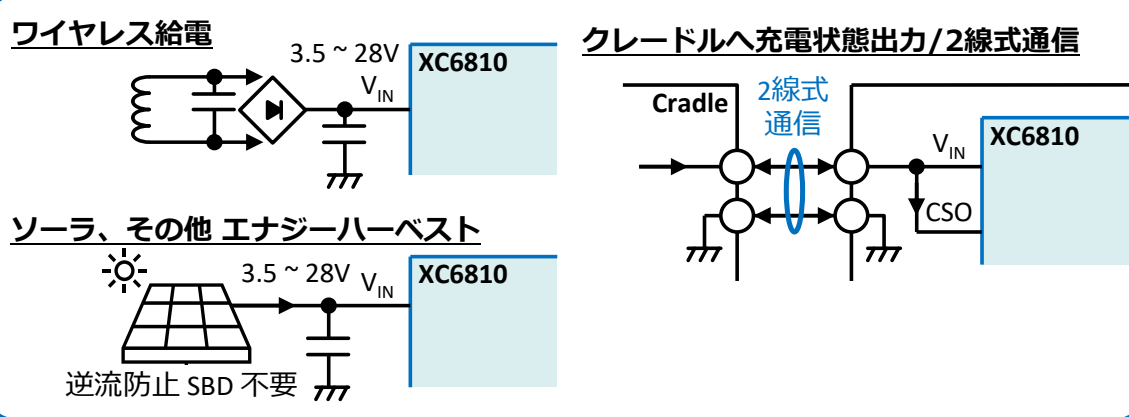 ワイヤレス給電
3.5 ~ 28V
VIN
XC6810
ソーラ、その他 エナジーハーベスト
3.5 ~ 28V
VIN
XC6810
逆流防止 SBD 不要
クレードルへ充電状態出力/2線式通信
Cradle
2線式
通信
VIN
XC6810
CSO